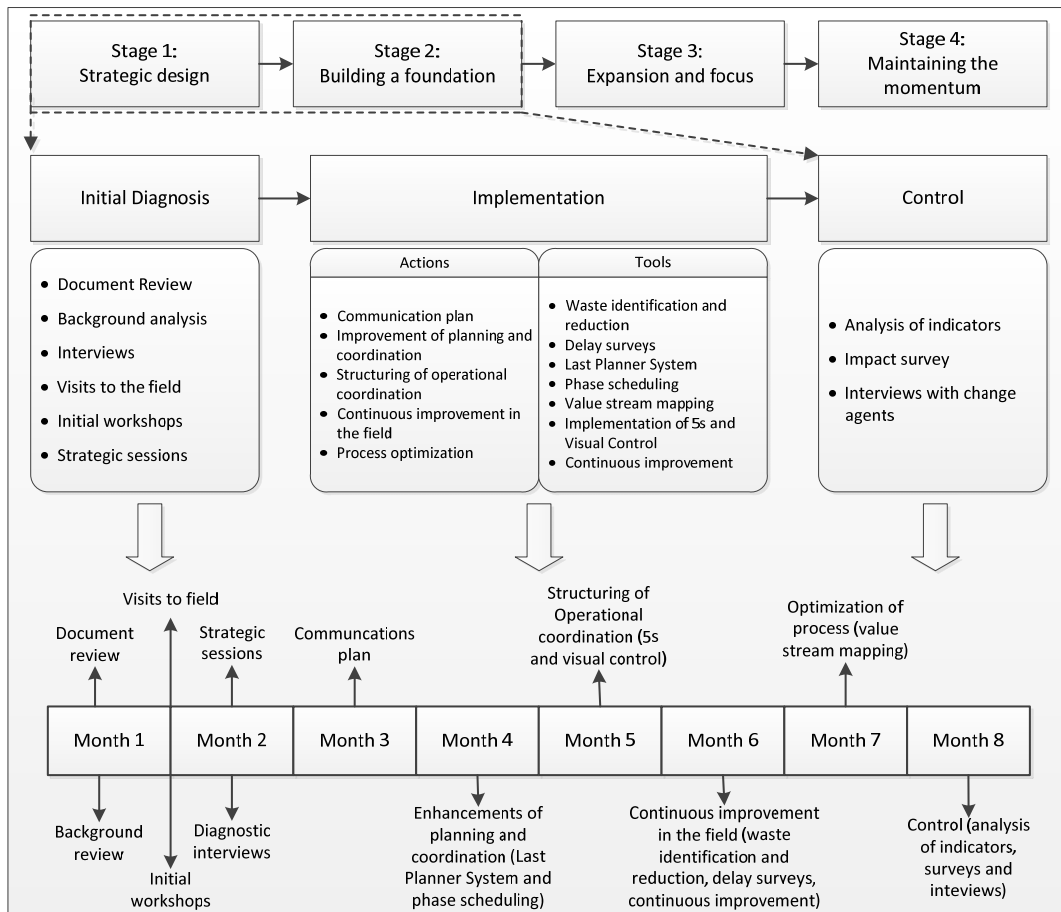 Stage 1:
Strategic design
Stage 2:
Building a foundation
Stage 3:
Expansion and focus
Stage 4:
Maintaining the
momentum
Initial Diagnosis
Implementation
Control
• Document Review
• Background analysis
• Interviews
• Visits to the field
• Initial workshops
• Strategic sessions
Actions
• Communication plan
• Improvement of planning and
coordination
• Structuring of operational
coordination
• Continuous improvement in
the field
• Process optimization
Tools
• Waste identification and
reduction
• Delay surveys
• Last Planner System
• Phase scheduling
• Value stream mapping
• Implementation of 5s and
Visual Control
• Continuous improvement
• Analysis of indicators
• Impact survey
• Interviews with change
agents
Visits to field
Document
review
Strategic
sessions
Communcations
plan
Structuring of
Operational
coordination (5s
and visual control)
Optimization of
process (value
stream mapping)
Month 1
Month 2
Month 3
Month 4
Month 5
Month 6
Month 7
Month 8
Background
review
Initial
workshops
Diagnostic
interviews
Enhancements of
planning and
coordination (Last
Planner System and
phase scheduling)
Continuous improvement
in the field (waste
identification and
reduction, delay surveys,
continuous improvement)
Control (analysis
of indicators,
surveys and
inteviews)